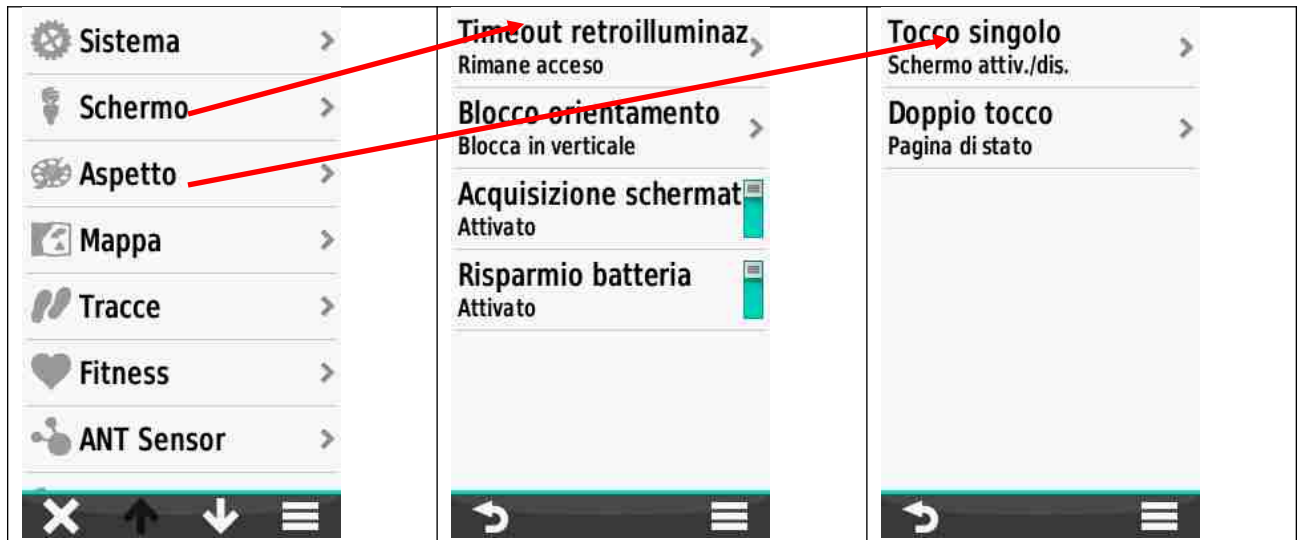 Sistema
Schermo
Aspetto
Mappa
Tracce
Fitness
ANT Sensor
Timeout retroilluminaz
Rimane acceso
Blocco orientamento
Blocca in verticale
Acquisizione schermat
Attivato
Risparmio batteria
Attivato
Tocco singolo
Schermo attiv./dis.
Doppio tocco
Pagina di stato